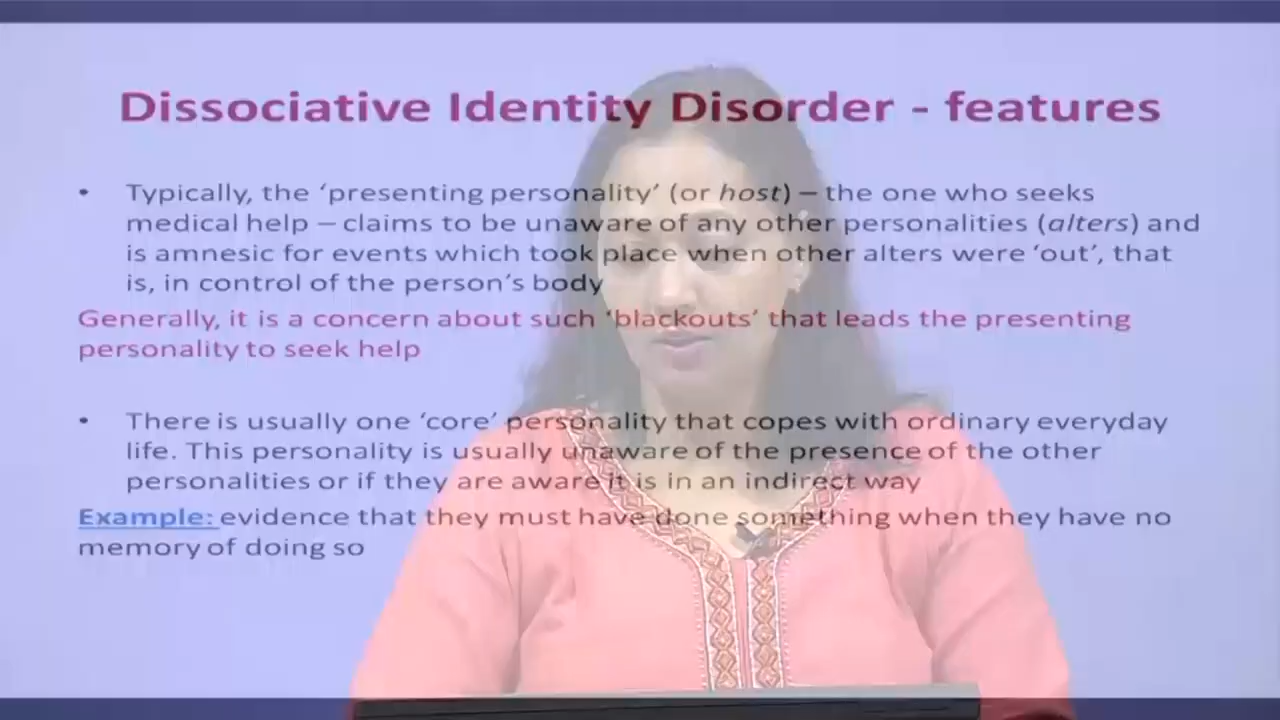 Dissociative Identity Disorder - features
• Typically, the ‘presenting personality’ (or host) – the one who seeks
medical help – claims to be unaware of any other personalities (alters) and
is amnesic for events which took place when other alters were ‘out’, that
is, in control of the person’s body
Generally, it is a concern about such ‘blackouts’ that leads the presenting
personality to seek help
• There is usually one ‘core’ personality that copes with ordinary everyday
life. This personality is usually unaware of the presence of the other
personalities or if they are aware it is in an indirect way
Example: evidence that they must have done something when they have no
memory of doing so